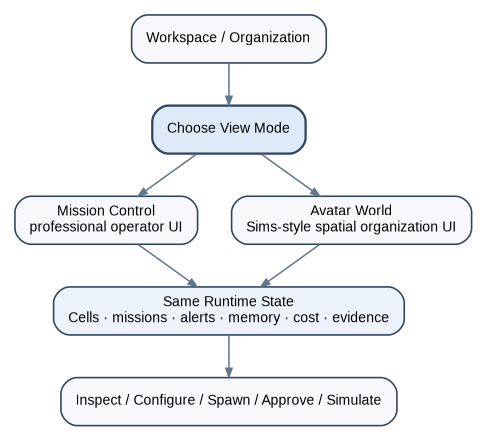 Workspace / Organization
Choose View Mode
Mission Control
professional operator UI
Avatar World
Sims-style spatial organization UI
Same Runtime State
Cells · missions · alerts · memory · cost · evidence
Inspect / Configure / Spawn / Approve / Simulate